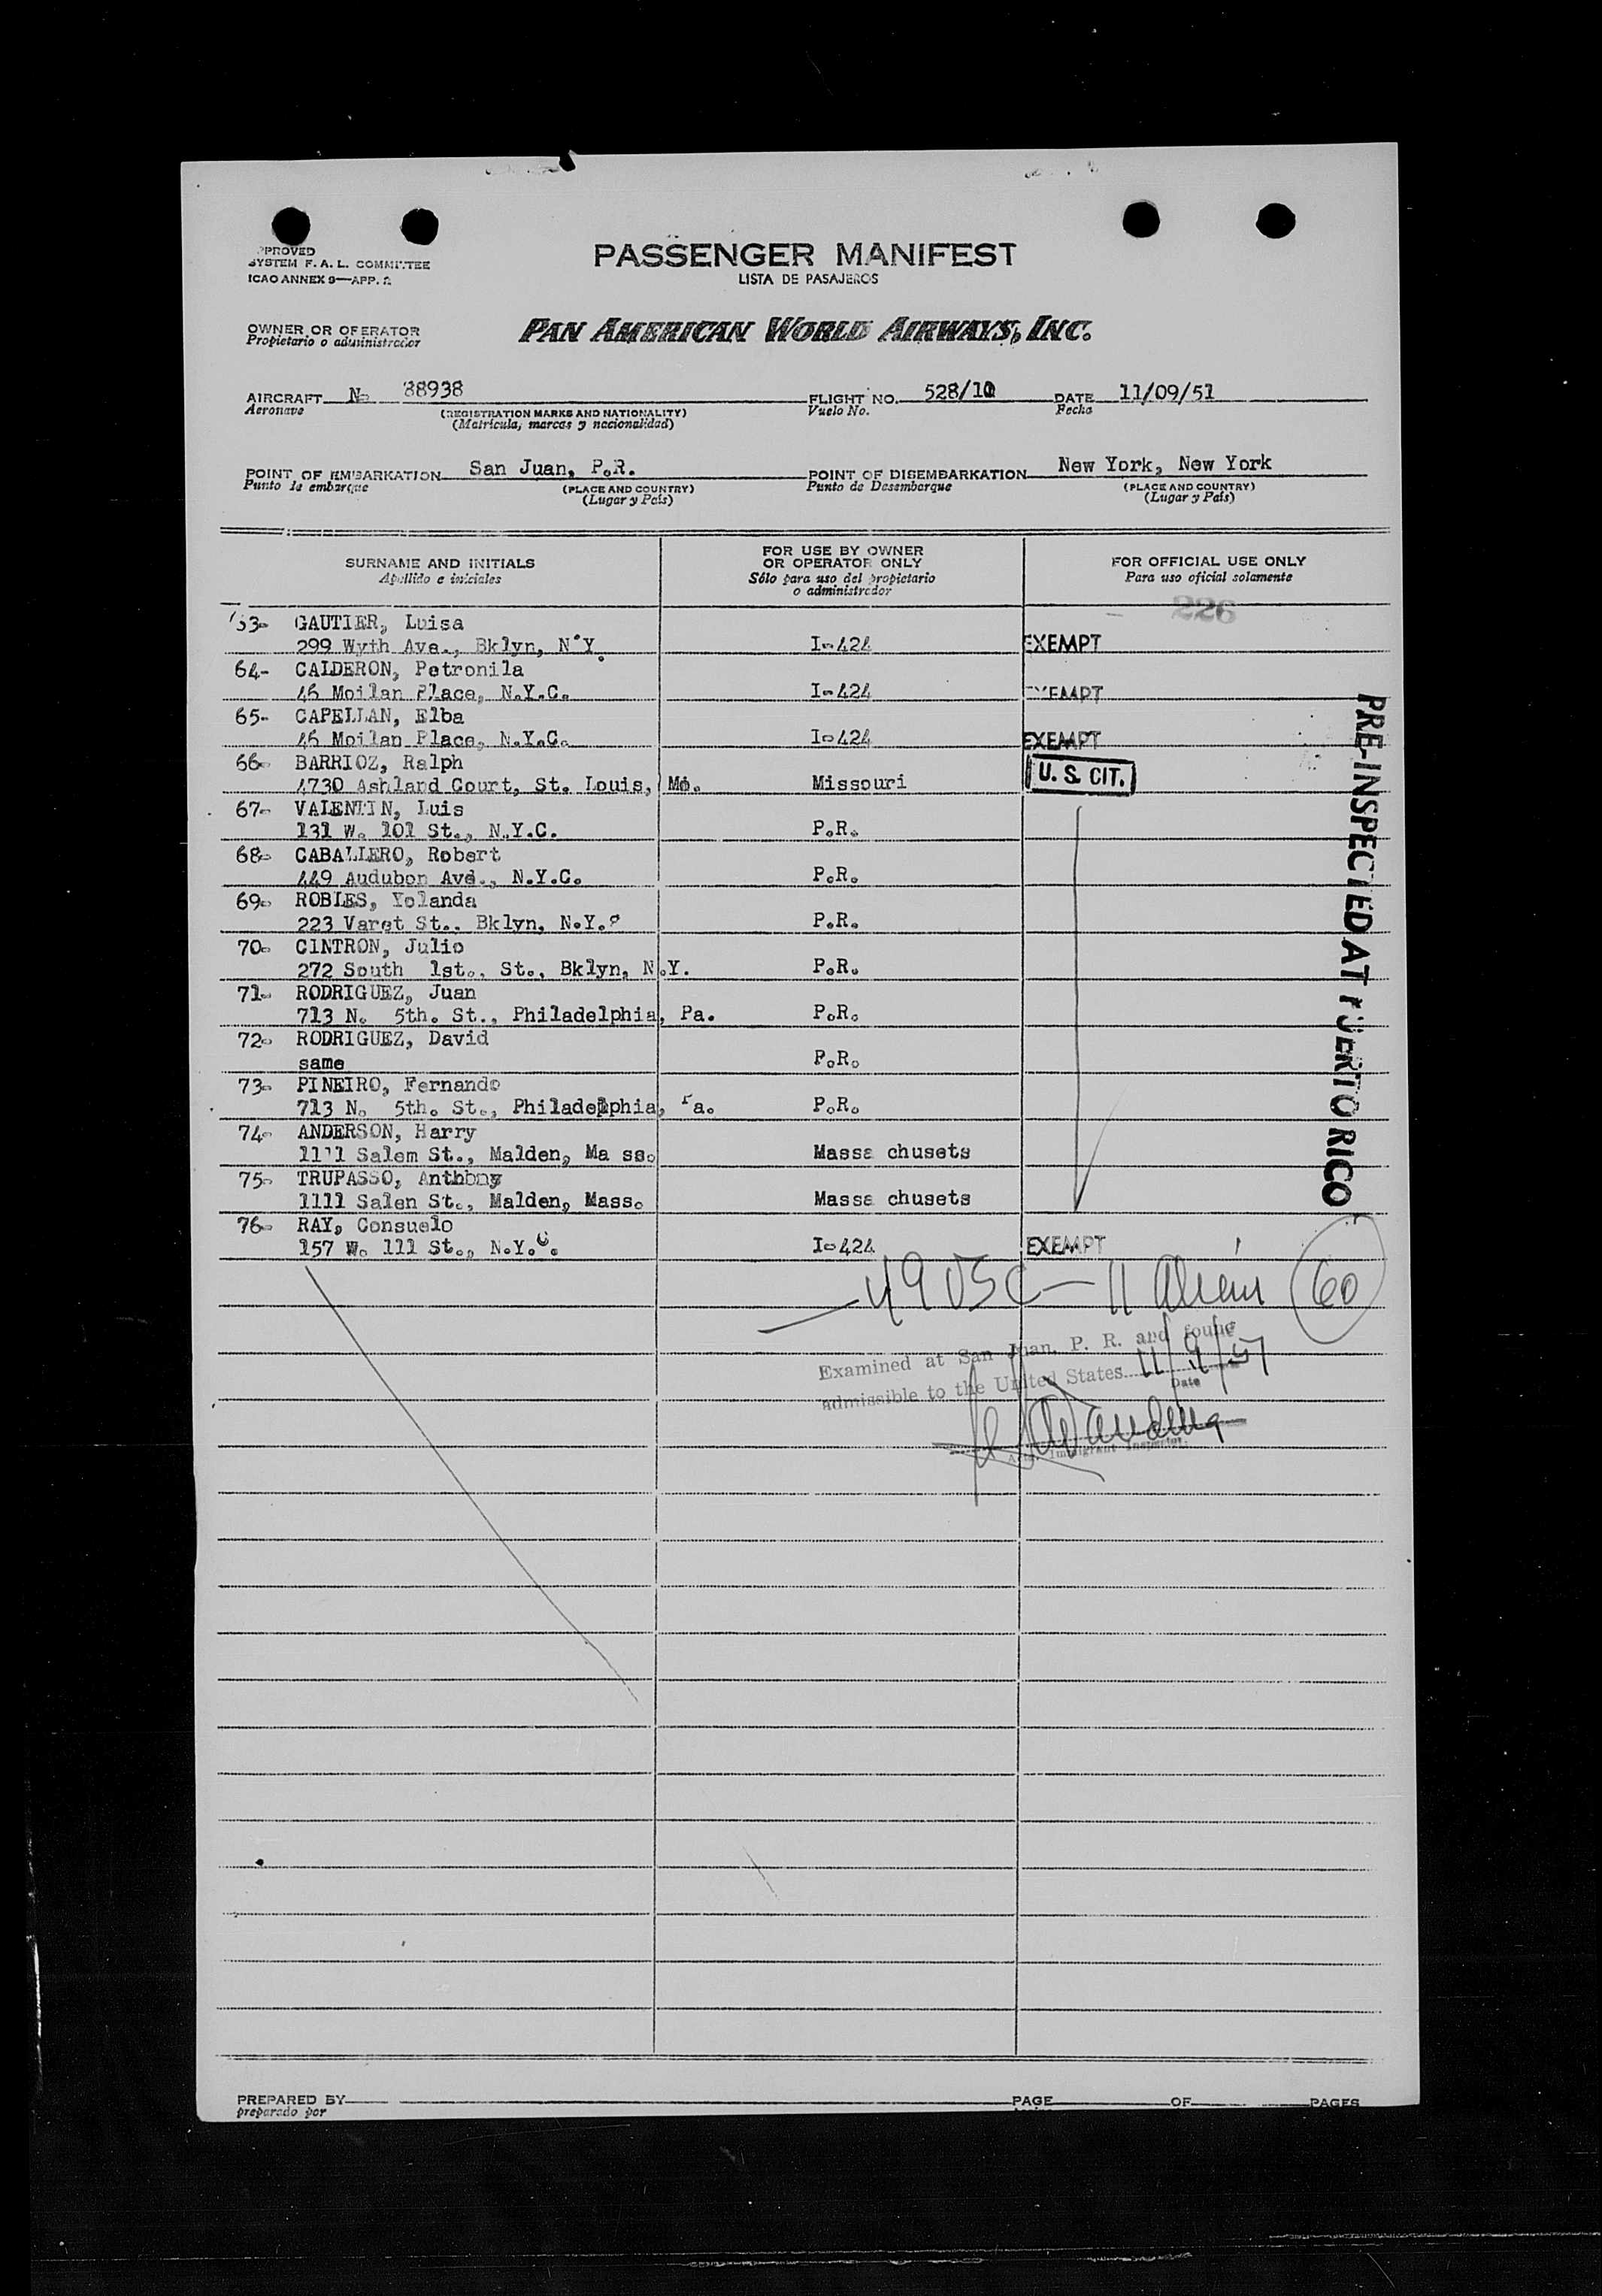 APPROVED
SYSTEM F. A. L. COMMITTEE
ICAO ANNEX 9—APP. 2
PASSENGER MANIFEST
LISTA DE PASAJEROS
OWNER OR OPERATOR
Propietario o administrador
PAN AMERICAN WORLD AIRWAYS, INC.
AIRCRAFT N- 88938 FLIGHT NO. 528/10 DATE 11/09/51
Aeronave (REGISTRATION MARKS AND NATIONALITY) Vuelo No. Fecha
(Matricula, marcas y nacionalidad)
POINT OF EMBARKATION San Juan, P.R. POINT OF DISEMBARKATION New York, New York
Punto de embarque (PLACE AND COUNTRY) Punto de Desembarque (PLACE AND COUNTRY)
(Lugar y País) (Lugar y País)
SURNAME AND INITIALS FOR USE BY OWNER OR OPERATOR ONLY FOR OFFICIAL USE ONLY
Apellido e iniciales Sólo para uso del propietario o administrador Para uso oficial solamente
226
63- GAUTIER, Luisa
299 Wyth Ave., Bklyn, N.Y. I-424 EXEMPT
64- CALDERON, Petronila
46 Moilan Place, N.Y.C. I-424 EXEMPT
65- CAPELLAN, Elba
46 Moilan Place, N.Y.C. I-424 EXEMPT
66- BARRIOZ, Ralph
4730 Ashland Court, St. Louis, Mo. Missouri U. S. CIT.
67- VALENTIN, Luis
131 W. 101 St., N.Y.C. P.R.
68- CABALLERO, Robert
449 Audubon Ave., N.Y.C. P.R.
69- ROBLES, Yolanda
223 Varet St., Bklyn, N.Y. P.R.
70- CINTRON, Julio
272 South 1st., St., Bklyn, N.Y. P.R.
71- RODRIGUEZ, Juan
713 N. 5th. St., Philadelphia, Pa. P.R.
72- RODRIGUEZ, David
same P.R.
73- PINEIRO, Fernando
713 N. 5th. St., Philadelphia, Pa. P.R.
74- ANDERSON, Harry
1111 Salem St., Malden, Ma ss. Massa chusets
75- TRUPASSO, Anthony
1111 Salen St., Malden, Mass. Massa chusets
76- RAY, Consuelo
157 W. 111 St., N.Y.C. I-424 EXEMPT
PRE-INSPECTED AT PUERTO RICO
49 USC — 11 Alien 60
Examined at San Juan, P. R. and found
admissible to the United States 11/9/51
Date
Immigrant Inspector
PREPARED BY PAGE OF PAGES
preparado por